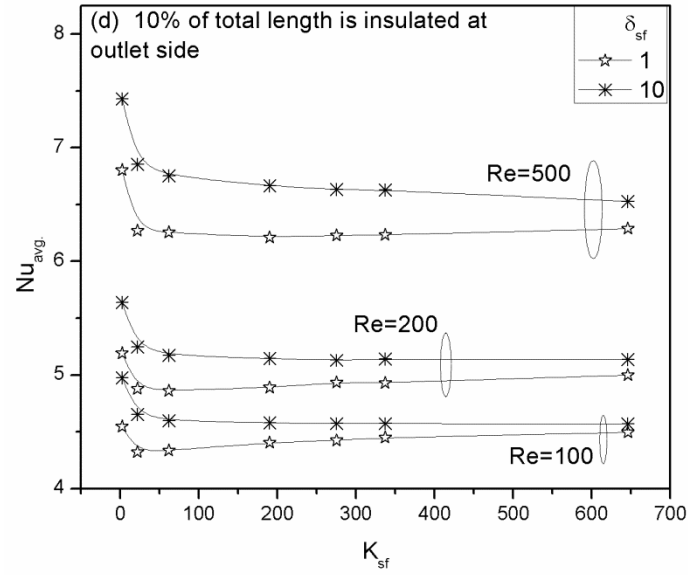 (d) 10% of total length is insulated at
outlet side
δsf
1
10
8
7
6
5
4
Nuavg.
Re=500
Re=200
Re=100
0 100 200 300 400 500 600 700
Ksf